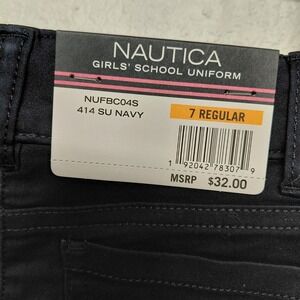 NAUTICA
GIRLS' SCHOOL UNIFORM
NUFBC04S
414 SU NAVY
7 REGULAR
1 92042 78307 9
MSRP $32.00